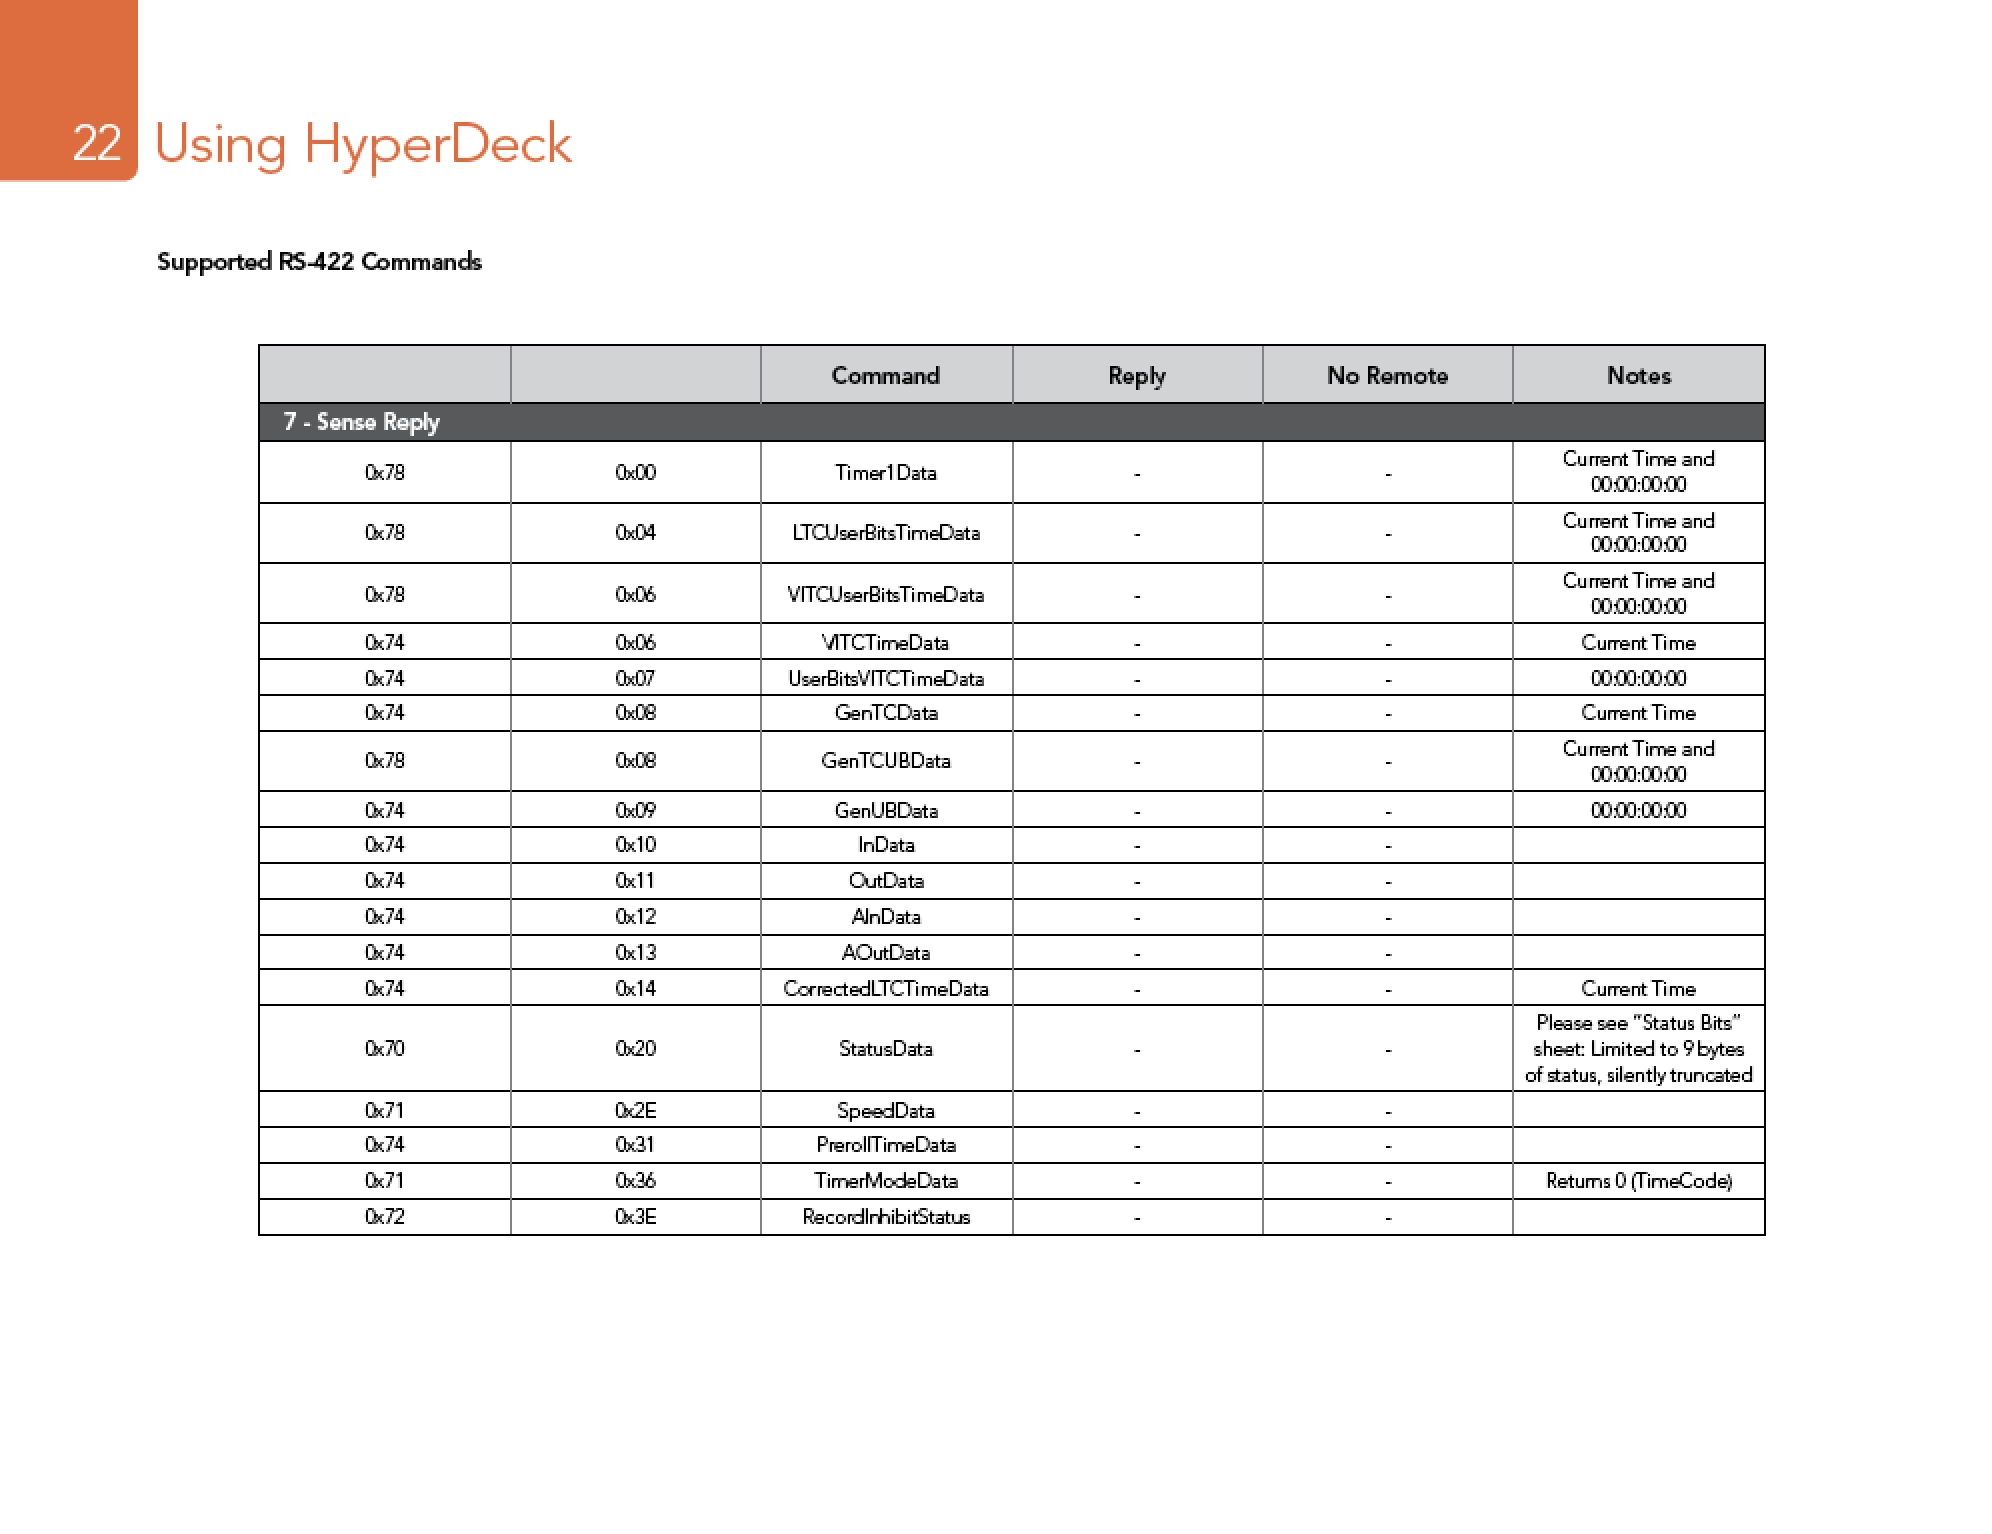 22 Using HyperDeck
Supported RS-422 Commands
Command Reply No Remote Notes
7 - Sense Reply
0x78 0x00 Timer1Data - - Current Time and
00:00:00:00
0x78 0x04 LTCUserBitsTimeData - - Current Time and
00:00:00:00
0x78 0x06 VITCUserBitsTimeData - - Current Time and
00:00:00:00
0x74 0x06 VITCTimeData - - Current Time
0x74 0x07 UserBitsVITCTimeData - - 00:00:00:00
0x74 0x08 GenTCData - - Current Time
0x78 0x08 GenTCUBData - - Current Time and
00:00:00:00
0x74 0x09 GenUBData - - 00:00:00:00
0x74 0x10 InData - -
0x74 0x11 OutData - -
0x74 0x12 AInData - -
0x74 0x13 AOutData - -
0x74 0x14 CorrectedLTCTimeData - - Current Time
0x70 0x20 StatusData - - Please see "Status Bits"
sheet: Limited to 9 bytes
of status, silently truncated
0x71 0x2E SpeedData - -
0x74 0x31 PrerollTimeData - -
0x71 0x36 TimerModeData - - Returns 0 (TimeCode)
0x72 0x3E RecordInhibitStatus - -